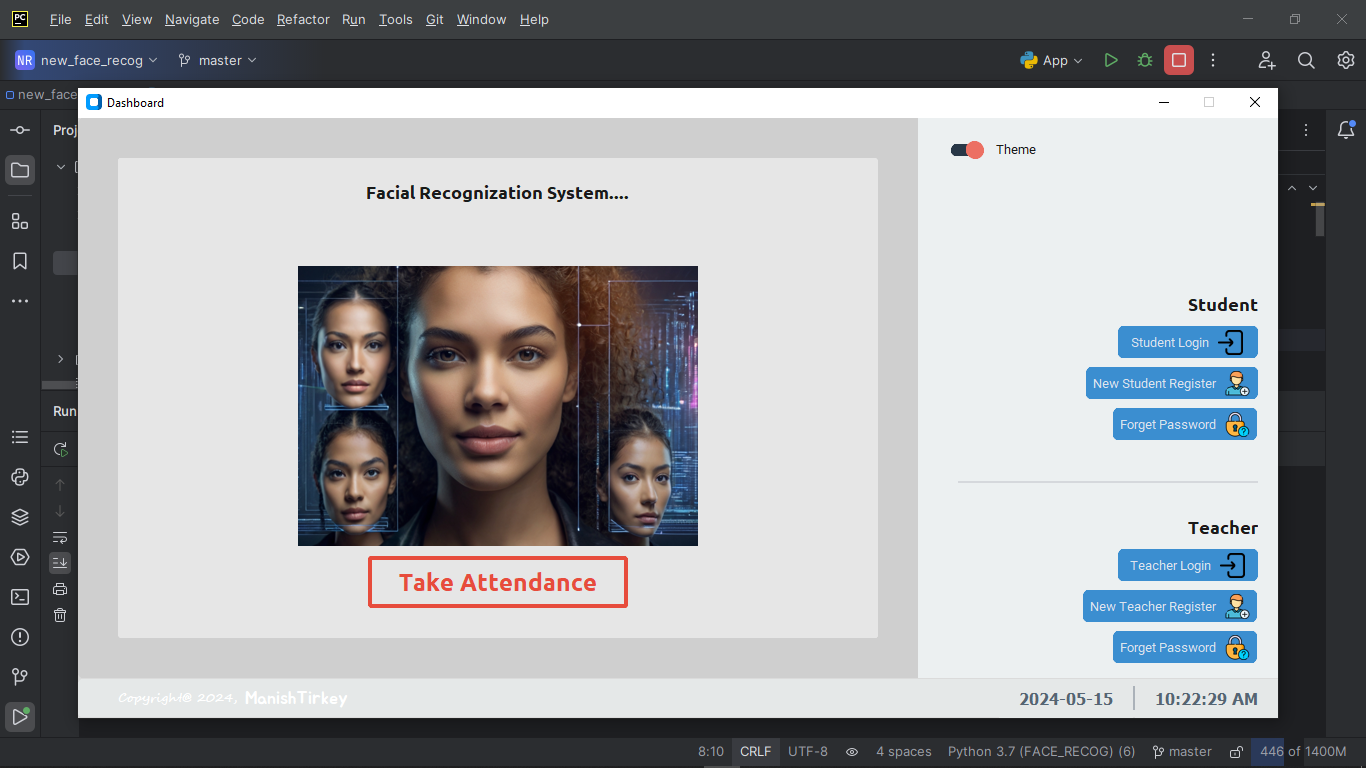 PC File Edit View Navigate Code Refactor Run Tools Git Window Help
NR new_face_recog master App
new_face
Dashboard
Proj
Theme
Facial Recognization System....
Student
Student Login
New Student Register
Forget Password
Run
Teacher
Teacher Login
Take Attendance
New Teacher Register
Forget Password
Copyright© 2024, ManishTirkey 2024-05-15 10:22:29 AM
8:10 CRLF UTF-8 4 spaces Python 3.7 (FACE_RECOG) (6) master 446 of 1400M